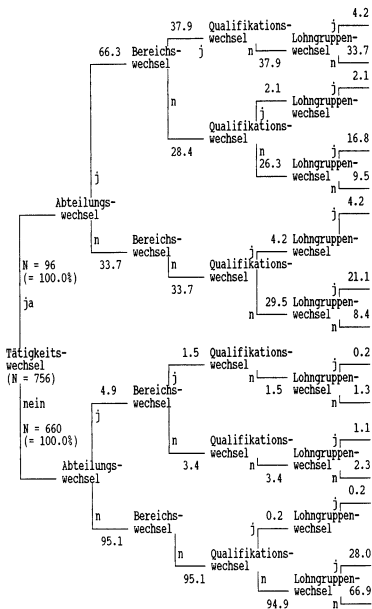 4.2
37.9 Qualifikations- j
66.3 Bereichs- wechsel Lohngruppen-
wechsel j n wechsel 33.7
37.9 n
2.1
2.1 Lohngruppen- j
n j wechsel
Qualifikations-
28.4 wechsel n 16.8
26.3 Lohngruppen- j
wechsel 9.5
j n
4.2
Abteilungs- j
wechsel
n Bereichs- 4.2 Lohngruppen-
33.7 wechsel n j wechsel
N = 96 33.7 Qualifikations-
(= 100.0%) wechsel 21.1
29.5 j
ja n Lohngruppen- 8.4
wechsel n
Tätigkeits- 1.5 Qualifikations- 0.2
wechsel j wechsel j
(N = 756) 4.9 Bereichs- n Lohngruppen- 1.3
nein j wechsel 1.5 wechsel n
N = 660 1.1
(= 100.0%) n Qualifikations- j
3.4 wechsel n Lohngruppen- 2.3
Abteilungs- 3.4 wechsel n
wechsel 0.2
j
n Bereichs- 0.2 Lohngruppen-
95.1 wechsel n j wechsel
95.1 Qualifikations- 28.0
wechsel n j
Lohngruppen- 66.9
94.9 wechsel n